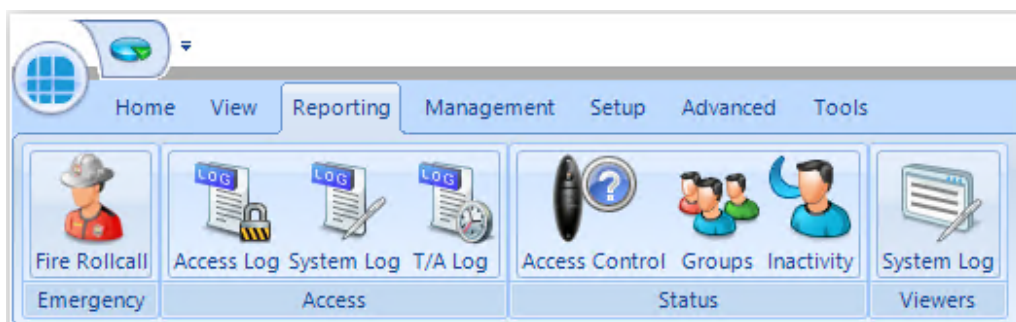 Home View Reporting Management Setup Advanced Tools
LOG LOG LOG
Fire Rollcall Access Log System Log T/A Log Access Control Groups Inactivity System Log
Emergency Access Status Viewers